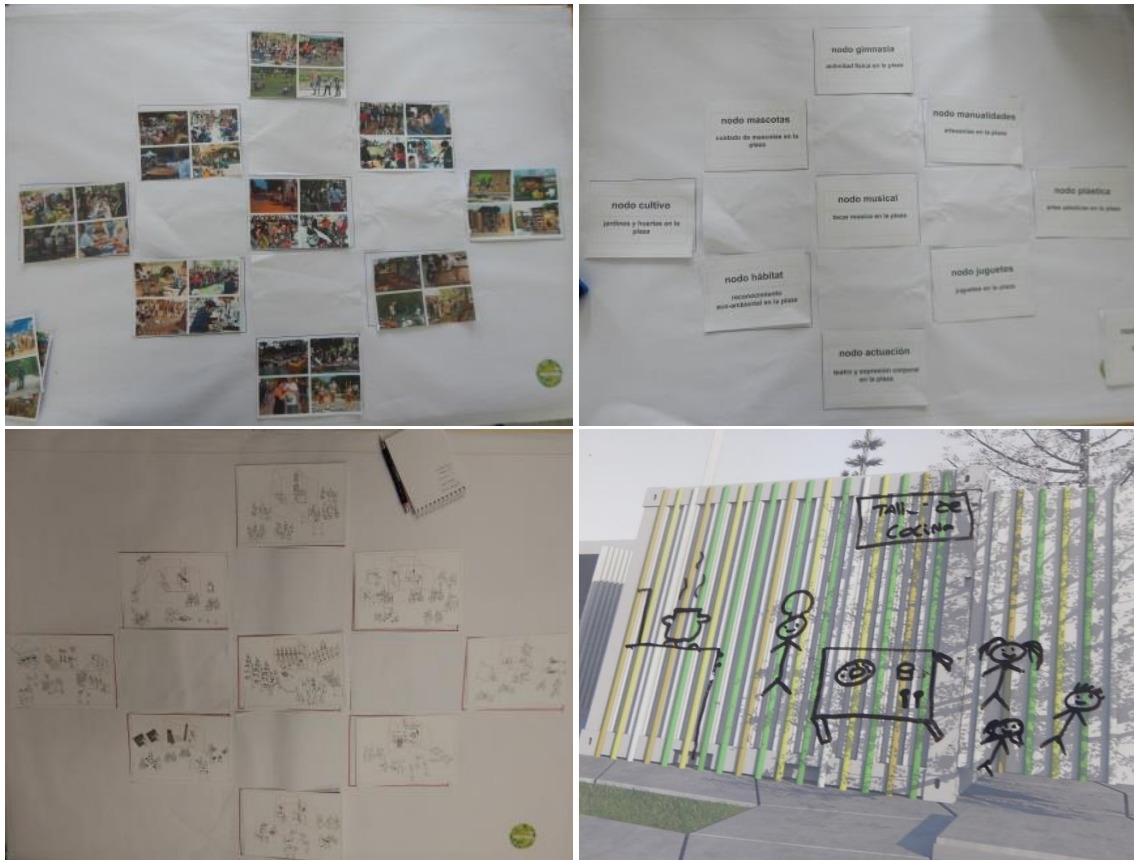 nodo gimnasia
actividad física en la plaza
nodo mascotas
cuidado de mascotas en la
plaza
nodo manualidades
artesanías en la plaza
nodo cultivo
jardines y huertos en la
plaza
nodo musical
tocar música en la plaza
nodo plástica
artes plásticas en la plaza
nodo hábitat
reconocimiento
eco-ambiental en la plaza
nodo juguetes
juguetes en la plaza
nodo actuación
teatro y expresión corporal
en la plaza
TALL- DE
COCINA